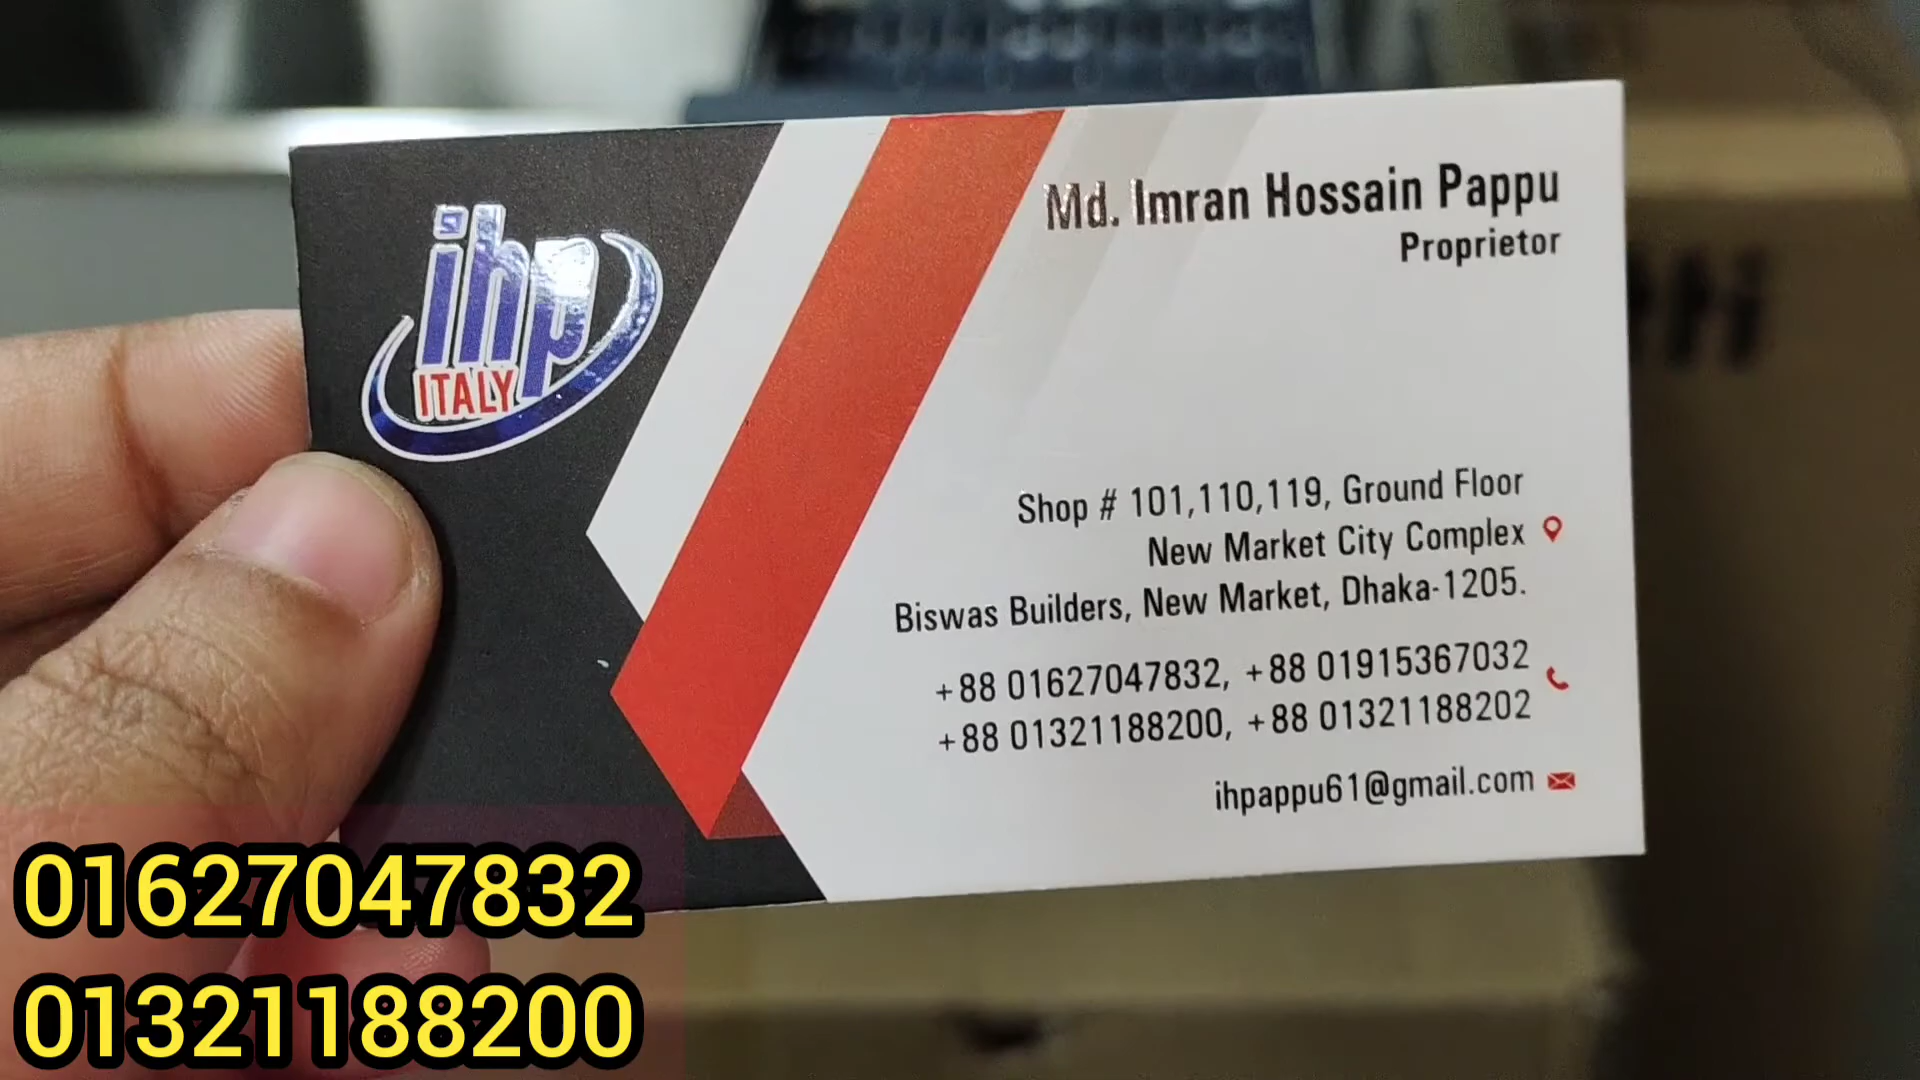 ihp
ITALY
Md. Imran Hossain Pappu
Proprietor
Shop # 101,110,119, Ground Floor
New Market City Complex
Biswas Builders, New Market, Dhaka-1205.
+88 01627047832, +88 01915367032
+88 01321188200, +88 01321188202
ihpappu61@gmail.com
01627047832
01321188200